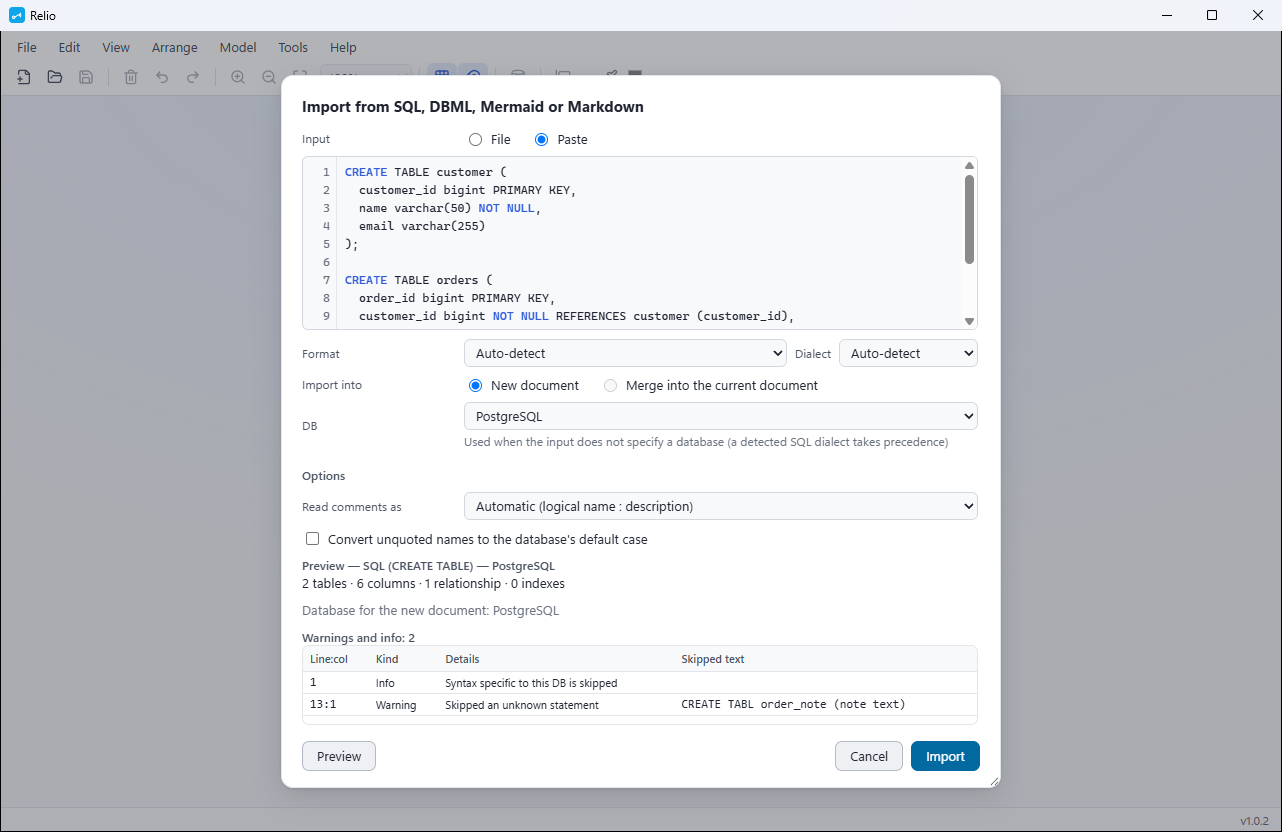 Relio
File Edit View Arrange Model Tools Help
Import from SQL, DBML, Mermaid or Markdown
Input File Paste
1 CREATE TABLE customer (
2 customer_id bigint PRIMARY KEY,
3 name varchar(50) NOT NULL,
4 email varchar(255)
5 );
6
7 CREATE TABLE orders (
8 order_id bigint PRIMARY KEY,
9 customer_id bigint NOT NULL REFERENCES customer (customer_id),
Format Auto-detect Dialect Auto-detect
Import into New document Merge into the current document
DB PostgreSQL
Used when the input does not specify a database (a detected SQL dialect takes precedence)
Options
Read comments as Automatic (logical name : description)
Convert unquoted names to the database's default case
Preview — SQL (CREATE TABLE) — PostgreSQL
2 tables · 6 columns · 1 relationship · 0 indexes
Database for the new document: PostgreSQL
Warnings and info: 2
Line:col Kind Details Skipped text
1 Info Syntax specific to this DB is skipped
13:1 Warning Skipped an unknown statement CREATE TABL order_note (note text)
Preview Cancel Import
v1.0.2